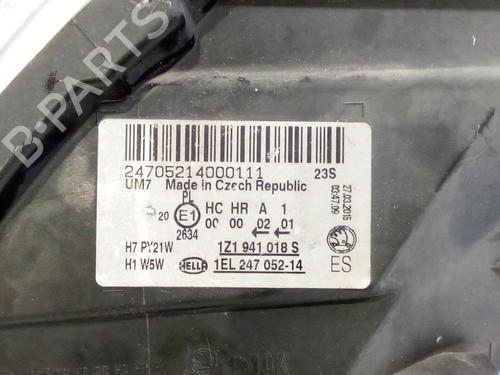 B-PARTS
24705214000111 23S
UM7 Made in Czech Republic
PL
20 E1 HC HR A 1
2634 00 00 02 01
H7 PY21W 1Z1 941 018 S
H1 W5W HELLA 1EL 247 052-14 ES
27.03.2015
03:47:09